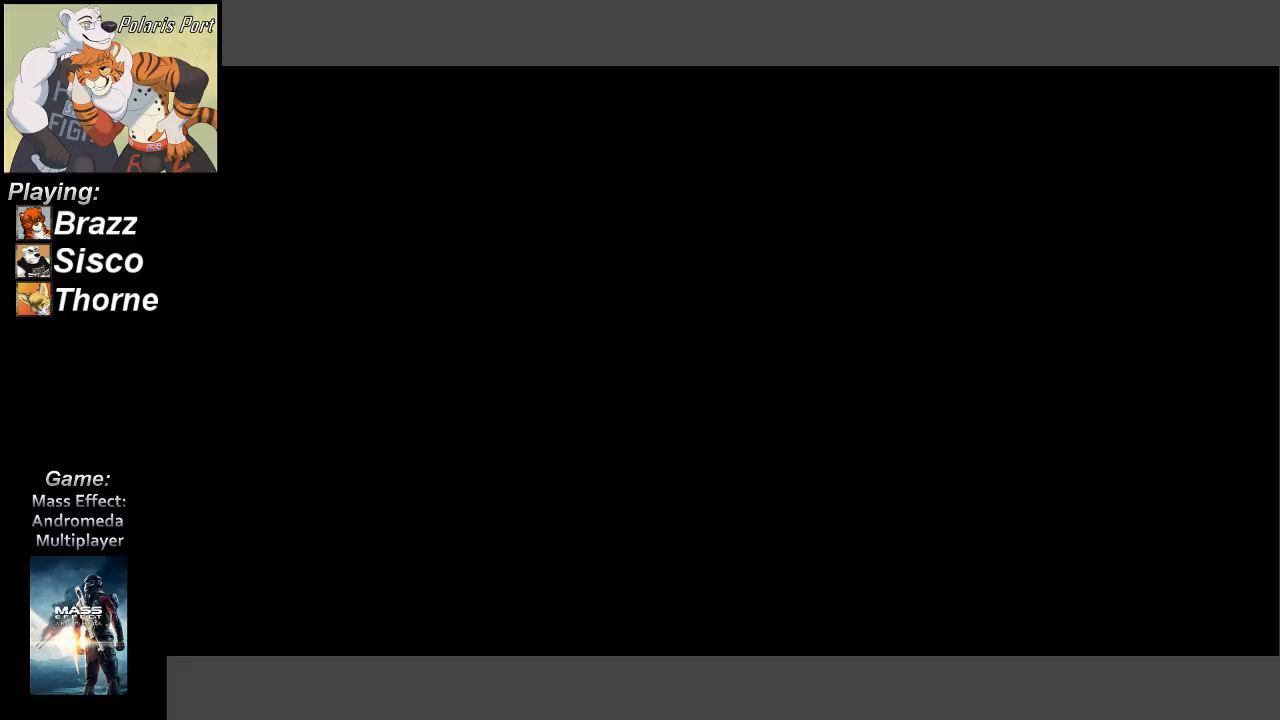 Polaris Port
Playing:
Brazz
Sisco
Thorne
Game:
Mass Effect:
Andromeda
Multiplayer
MASS
EFFECT